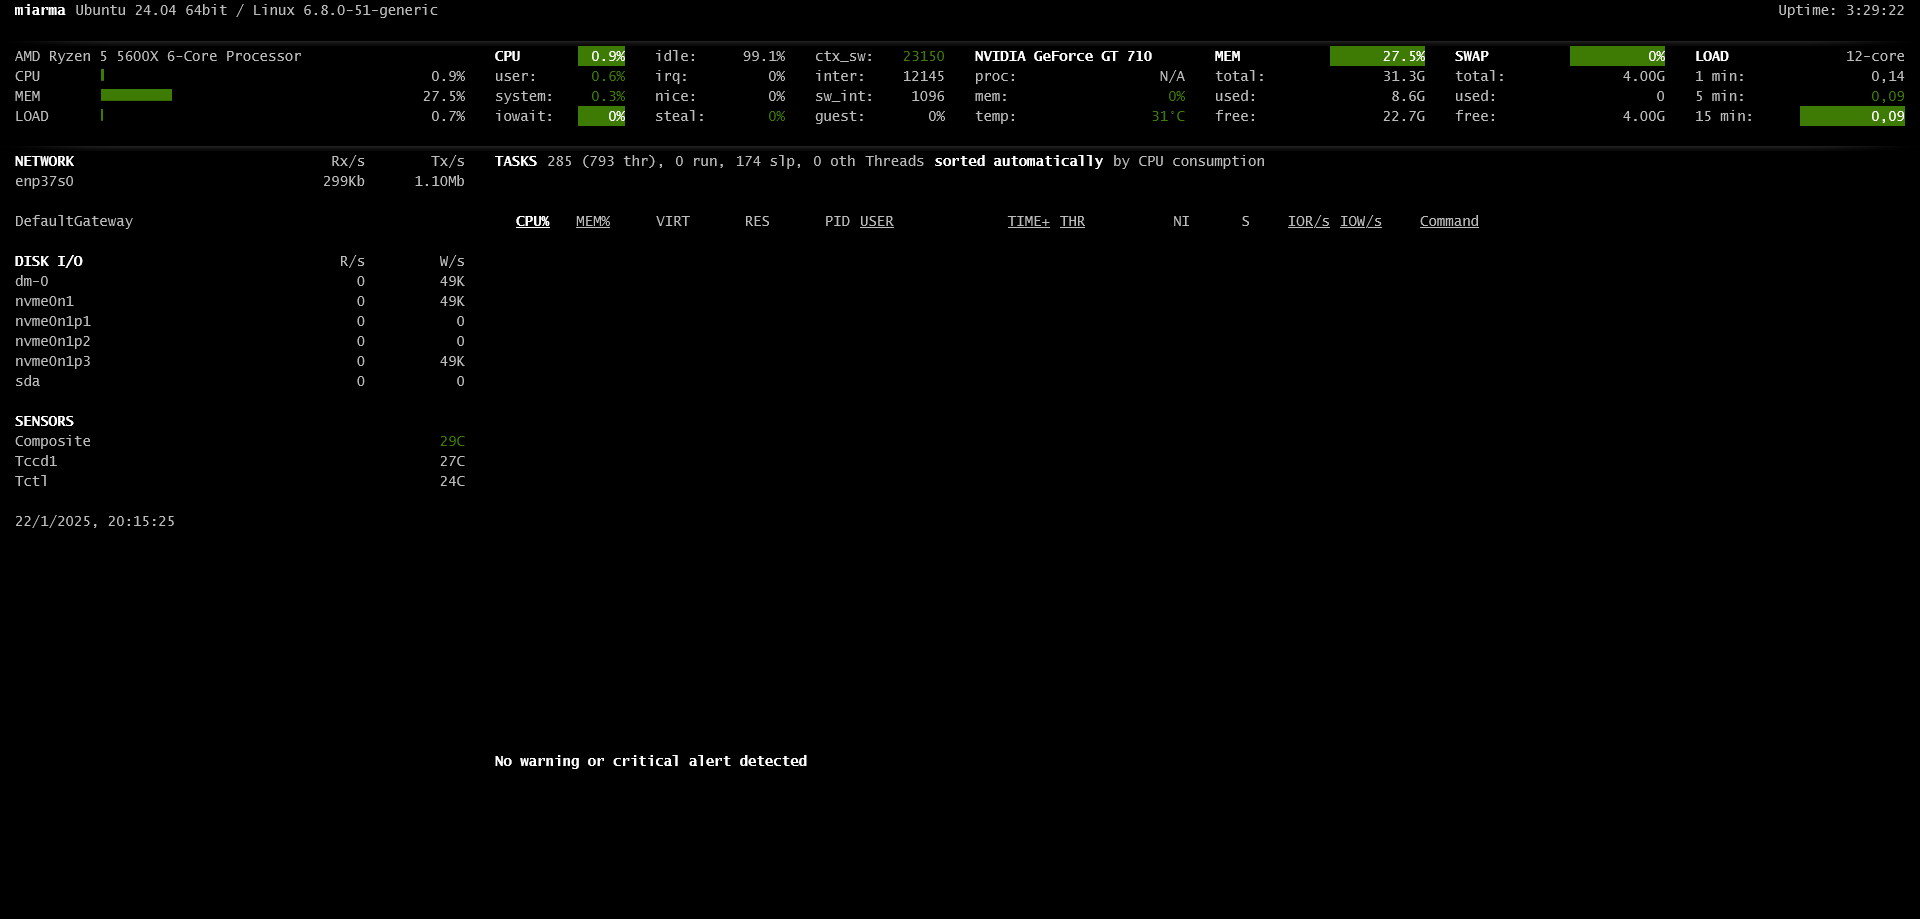 miarma Ubuntu 24.04 64bit / Linux 6.8.0-51-generic Uptime: 3:29:22
AMD Ryzen 5 5600X 6-Core Processor CPU 0.9% idle: 99.1% ctx_sw: 23150 NVIDIA GeForce GT 710 MEM 27.5% SWAP 0% LOAD 12-core
CPU 0.9% user: 0.6% irq: 0% inter: 12145 proc: N/A total: 31.3G total: 4.00G 1 min: 0,14
MEM 27.5% system: 0.3% nice: 0% sw_int: 1096 mem: 0% used: 8.6G used: 0 5 min: 0,09
LOAD 0.7% iowait: 0% steal: 0% guest: 0% temp: 31°C free: 22.7G free: 4.00G 15 min: 0,09
NETWORK Rx/s Tx/s TASKS 285 (793 thr), 0 run, 174 slp, 0 oth Threads sorted automatically by CPU consumption
enp37s0 299Kb 1.10Mb
DefaultGateway CPU% MEM% VIRT RES PID USER TIME+ THR NI S IOR/s IOW/s Command
DISK I/O R/s W/s
dm-0 0 49K
nvme0n1 0 49K
nvme0n1p1 0 0
nvme0n1p2 0 0
nvme0n1p3 0 49K
sda 0 0
SENSORS
Composite 29C
Tccd1 27C
Tctl 24C
22/1/2025, 20:15:25
No warning or critical alert detected